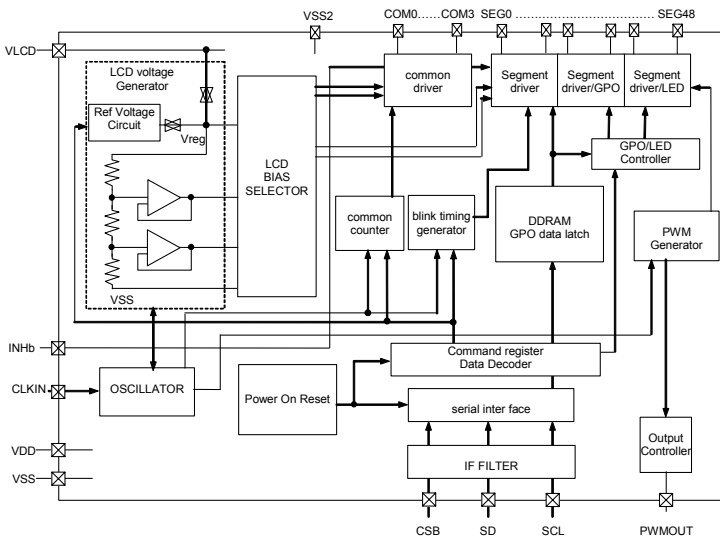 VSS2
COM0......COM3
SEG0 ................................ SEG48
VLCD
LCD voltage
Generator
Ref Voltage
Circuit
Vreg
VSS
LCD
BIAS
SELECTOR
common
driver
Segment
driver
Segment
driver/GPO
Segment
driver/LED
GPO/LED
Controller
common
counter
blink timing
generator
DDRAM
GPO data latch
PWM
Generator
INHb
CLKIN
OSCILLATOR
Power On Reset
Command register
Data Decoder
serial inter face
VDD
VSS
IF FILTER
Output
Controller
CSB
SD
SCL
PWMOUT